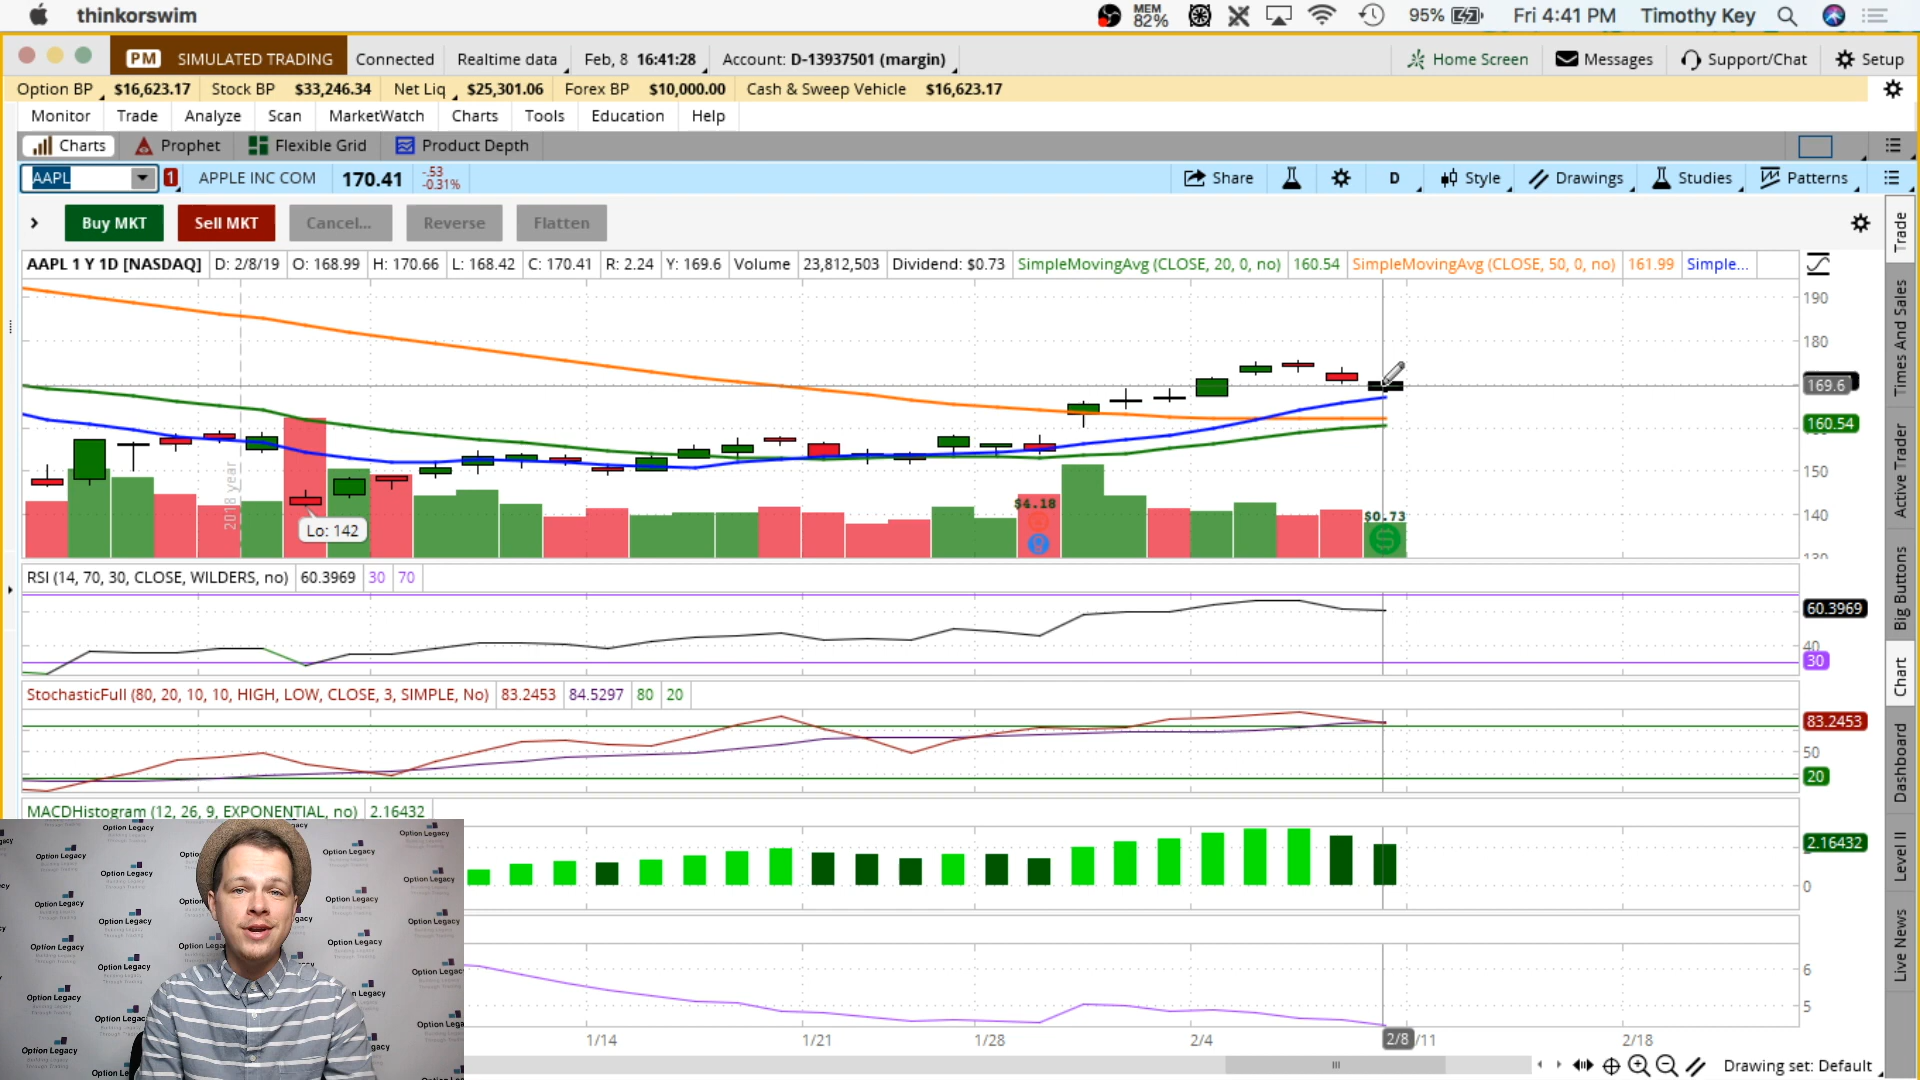 thinkorswim MEM 82% 95% Fri 4:41 PM Timothy Key
PM SIMULATED TRADING Connected Realtime data Feb, 8 16:41:28 Account: D-13937501 (margin) Home Screen Messages Support/Chat Setup
Option BP $16,623.17 Stock BP $33,246.34 Net Liq $25,301.06 Forex BP $10,000.00 Cash & Sweep Vehicle $16,623.17
Monitor Trade Analyze Scan MarketWatch Charts Tools Education Help
Charts Prophet Flexible Grid Product Depth
AAPL 1 APPLE INC COM 170.41 -.53 -0.31% Share D Style Drawings Studies Patterns
Buy MKT Sell MKT Cancel... Reverse Flatten
AAPL 1 Y 1D [NASDAQ] D: 2/8/19 O: 168.99 H: 170.66 L: 168.42 C: 170.41 R: 2.24 Y: 169.6 Volume 23,812,503 Dividend: $0.73 SimpleMovingAvg (CLOSE, 20, 0, no) 160.54 SimpleMovingAvg (CLOSE, 50, 0, no) 161.99 Simple...
190
180
169.6
160.54
150
140
130
2018 year
Lo: 142
$4.18
$0.73
RSI (14, 70, 30, CLOSE, WILDERS, no) 60.3969 30 70
60.3969
40
30
StochasticFull (80, 20, 10, 10, HIGH, LOW, CLOSE, 3, SIMPLE, No) 83.2453 84.5297 80 20
83.2453
50
20
MACDHistogram (12, 26, 9, EXPONENTIAL, no) 2.16432
2.16432
0
6
5
1/14 1/21 1/28 2/4 2/8 /11 2/18
Drawing set: Default
Trade
Times And Sales
Active Trader
Big Buttons
Chart
Dashboard
Level II
Live News
Option Legacy
Building Legacy
Through Trading